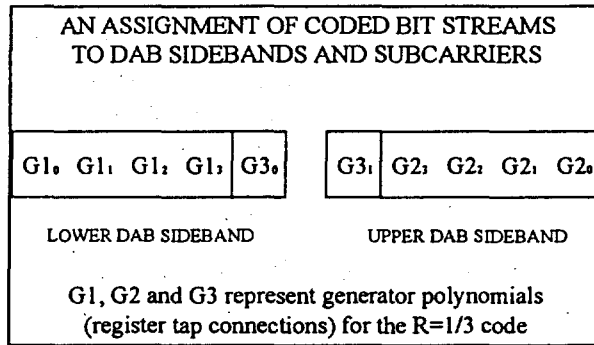 AN ASSIGNMENT OF CODED BIT STREAMS
TO DAB SIDEBANDS AND SUBCARRIERS
G1₀ G1₁ G1₂ G1₃ G3₀ G3₁ G2₃ G2₂ G2₁ G2₀
LOWER DAB SIDEBAND UPPER DAB SIDEBAND
G1, G2 and G3 represent generator polynomials
(register tap connections) for the R=1/3 code